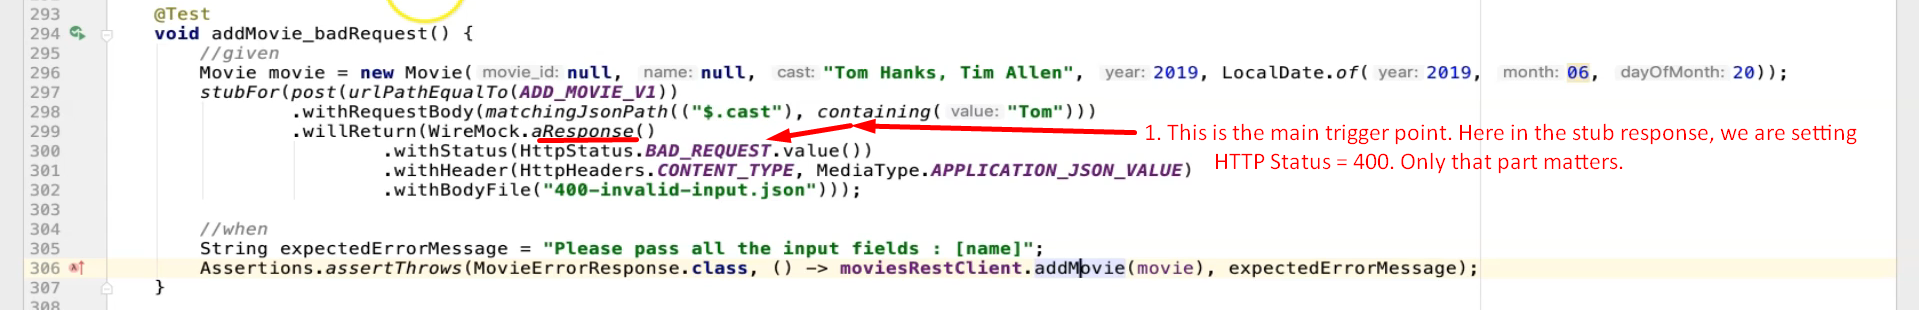 293 @Test
294 void addMovie_badRequest() {
295 //given
296 Movie movie = new Movie( movie_id: null, name: null, cast: "Tom Hanks, Tim Allen", year: 2019, LocalDate.of( year: 2019, month: 06, dayOfMonth: 20));
297 stubFor(post(urlPathEqualTo(ADD_MOVIE_V1))
298 .withRequestBody(matchingJsonPath(("$.cast"), containing( value: "Tom")))
299 .willReturn(WireMock.aResponse()
1. This is the main trigger point. Here in the stub response, we are setting
HTTP Status = 400. Only that part matters.
300 .withStatus(HttpStatus.BAD_REQUEST.value())
301 .withHeader(HttpHeaders.CONTENT_TYPE, MediaType.APPLICATION_JSON_VALUE)
302 .withBodyFile("400-invalid-input.json")));
303
304 //when
305 String expectedErrorMessage = "Please pass all the input fields : [name]";
306 Assertions.assertThrows(MovieErrorResponse.class, () -> moviesRestClient.addMovie(movie), expectedErrorMessage);
307 }
308